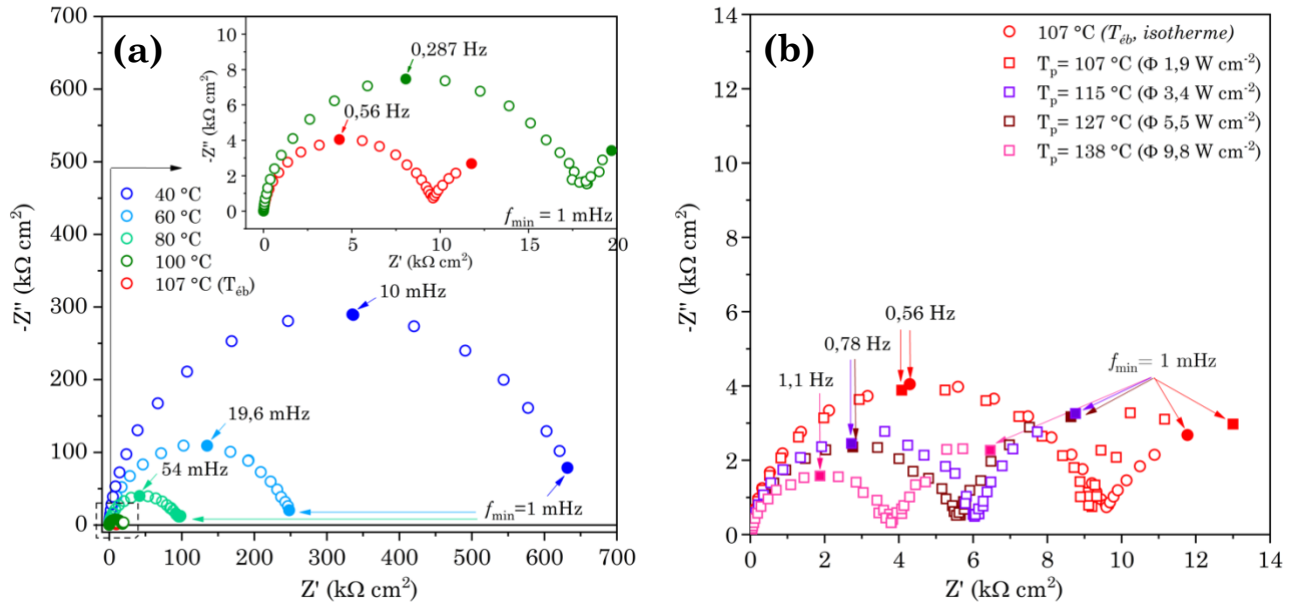 (a)
700
600
500
400
300
200
100
0
-Z" (kΩ cm²)
0 100 200 300 400 500 600 700
Z' (kΩ cm²)
40 °C
60 °C
80 °C
100 °C
107 °C (Téb)
10 mHz
19,6 mHz
54 mHz
fmin=1 mHz
10
8
6
4
2
0
-Z" (kΩ cm²)
0 5 10 15 20
Z' (kΩ cm²)
0,287 Hz
0,56 Hz
fmin = 1 mHz
(b)
14
12
10
8
6
4
2
0
-Z" (kΩ cm²)
0 2 4 6 8 10 12 14
Z' (kΩ cm²)
107 °C (Téb, isotherme)
Tp= 107 °C (Φ 1,9 W cm-2)
Tp= 115 °C (Φ 3,4 W cm-2)
Tp= 127 °C (Φ 5,5 W cm-2)
Tp= 138 °C (Φ 9,8 W cm-2)
0,56 Hz
0,78 Hz
1,1 Hz
fmin= 1 mHz